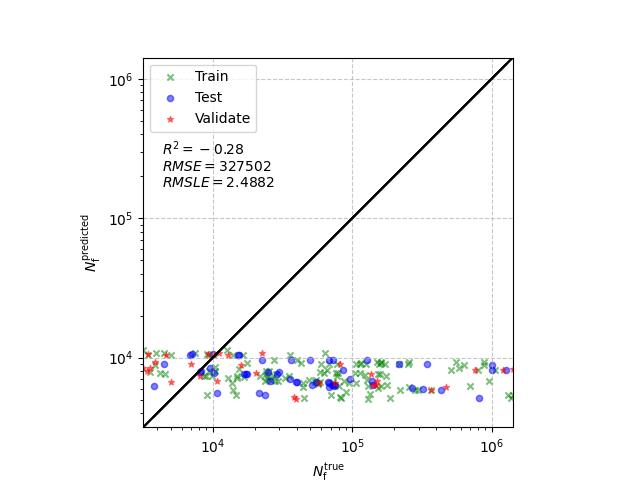 Train
Test
Validate
R² = −0.28
RMSE = 327502
RMSLE = 2.4882
10⁶
10⁵
10⁴
N_f^predicted
10⁴ 10⁵ 10⁶
N_f^true